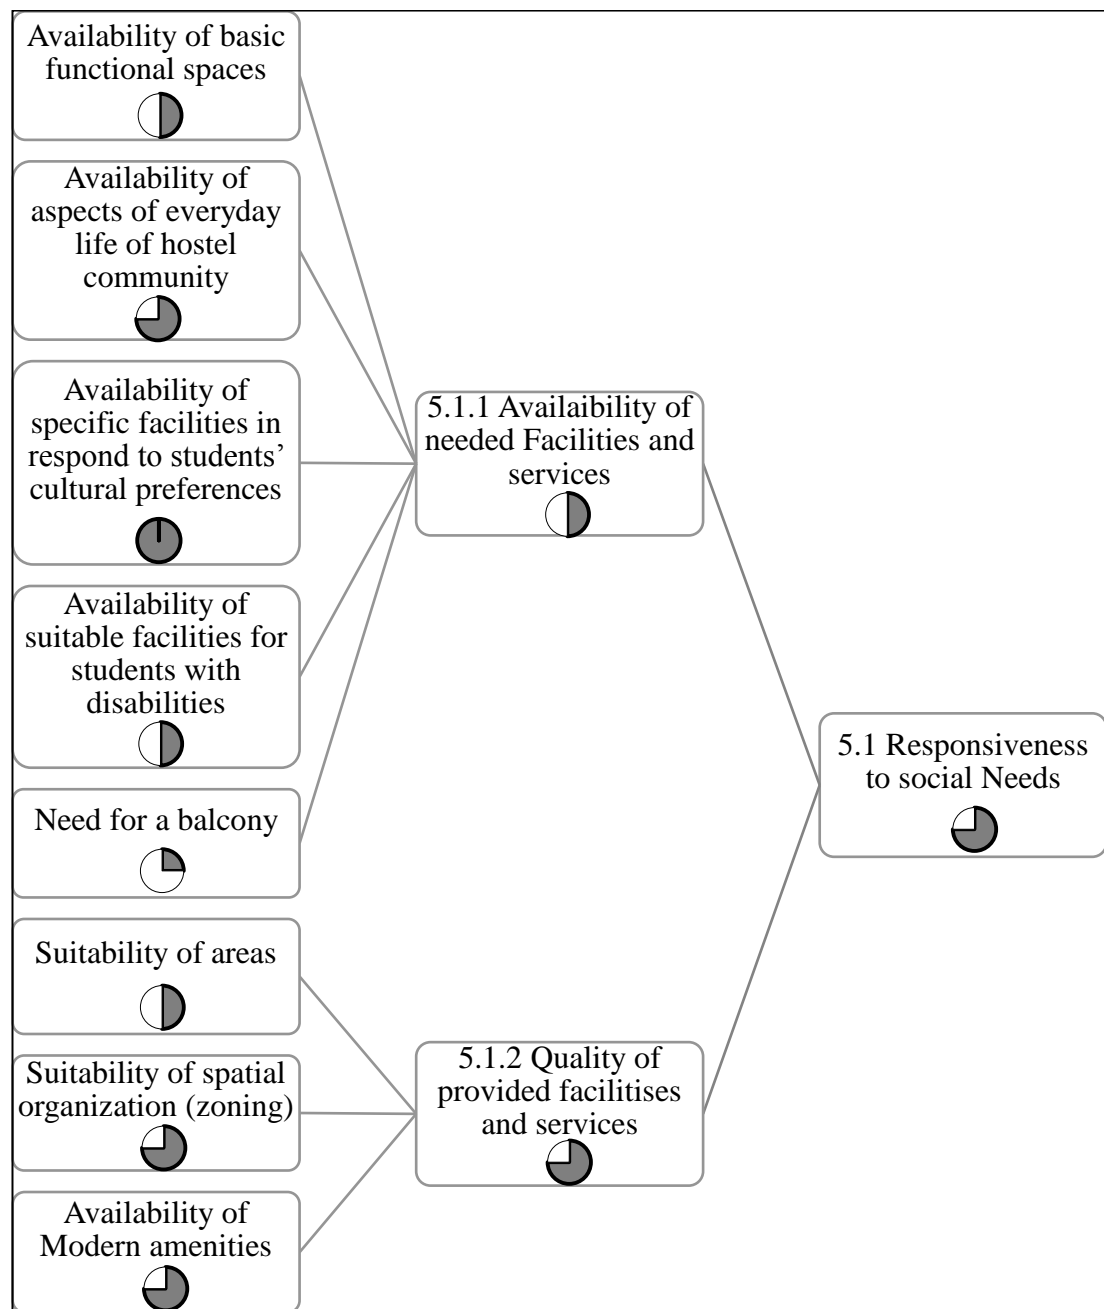 Availability of basic
functional spaces
Availability of
aspects of everyday
life of hostel
community
Availability of
specific facilities in
respond to students’
cultural preferences
Availability of
suitable facilities for
students with
disabilities
Need for a balcony
Suitability of areas
Suitability of spatial
organization (zoning)
Availability of
Modern amenities
5.1.1 Availaibility of
needed Facilities and
services
5.1.2 Quality of
provided facilitises
and services
5.1 Responsiveness
to social Needs